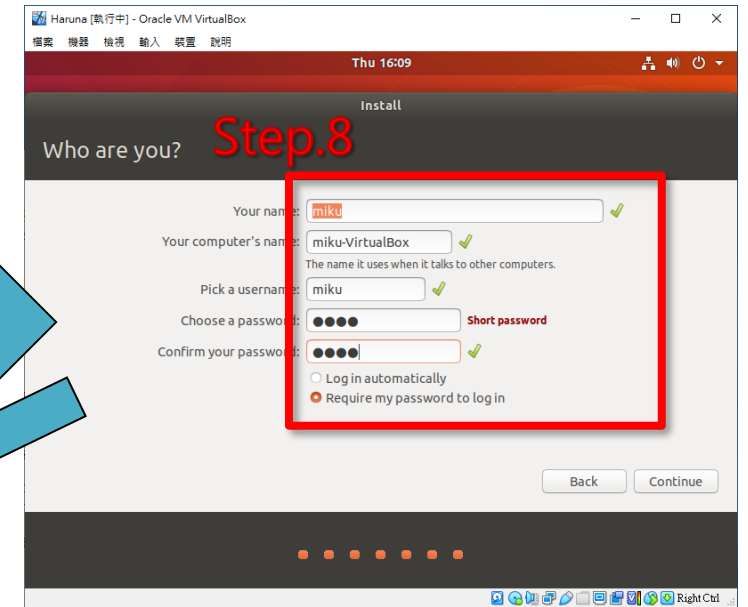 Haruna [執行中] - Oracle VM VirtualBox
檔案 機器 檢視 輸入 裝置 說明
Thu 16:09
Install
Who are you?
Step.8
Your name: miku
Your computer's name: miku-VirtualBox
The name it uses when it talks to other computers.
Pick a username: miku
Choose a password: ●●●● Short password
Confirm your password: ●●●●
Log in automatically
Require my password to log in
Back Continue
Right Ctrl